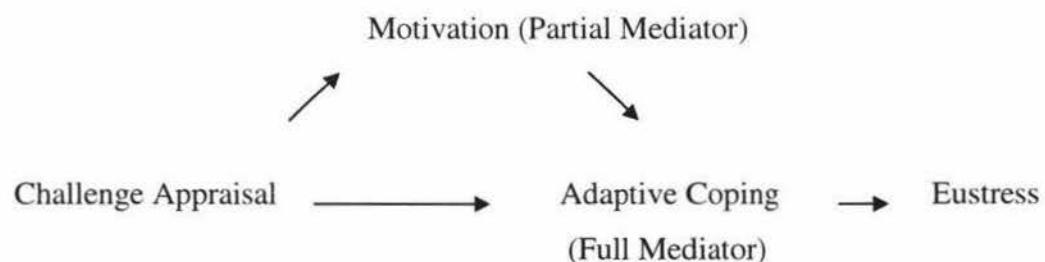 Motivation (Partial Mediator)
Challenge Appraisal
Adaptive Coping
(Full Mediator)
Eustress